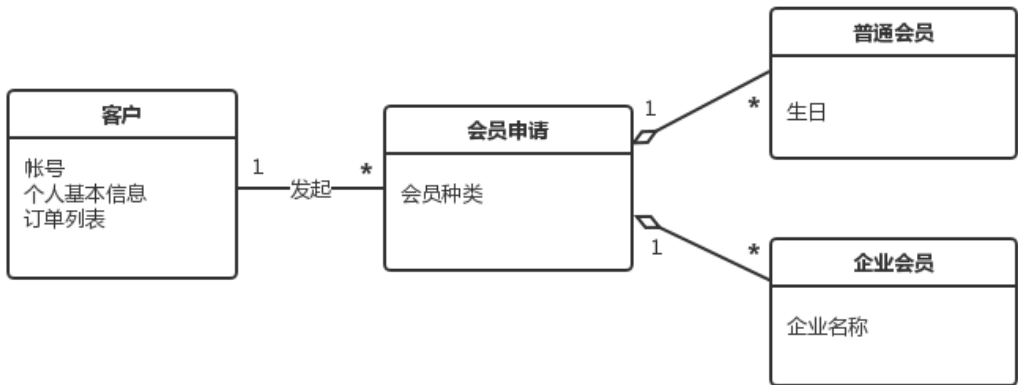 客户
帐号
个人基本信息
订单列表
1
发起
*
会员申请
会员种类
1
*
普通会员
生日
1
*
企业会员
企业名称